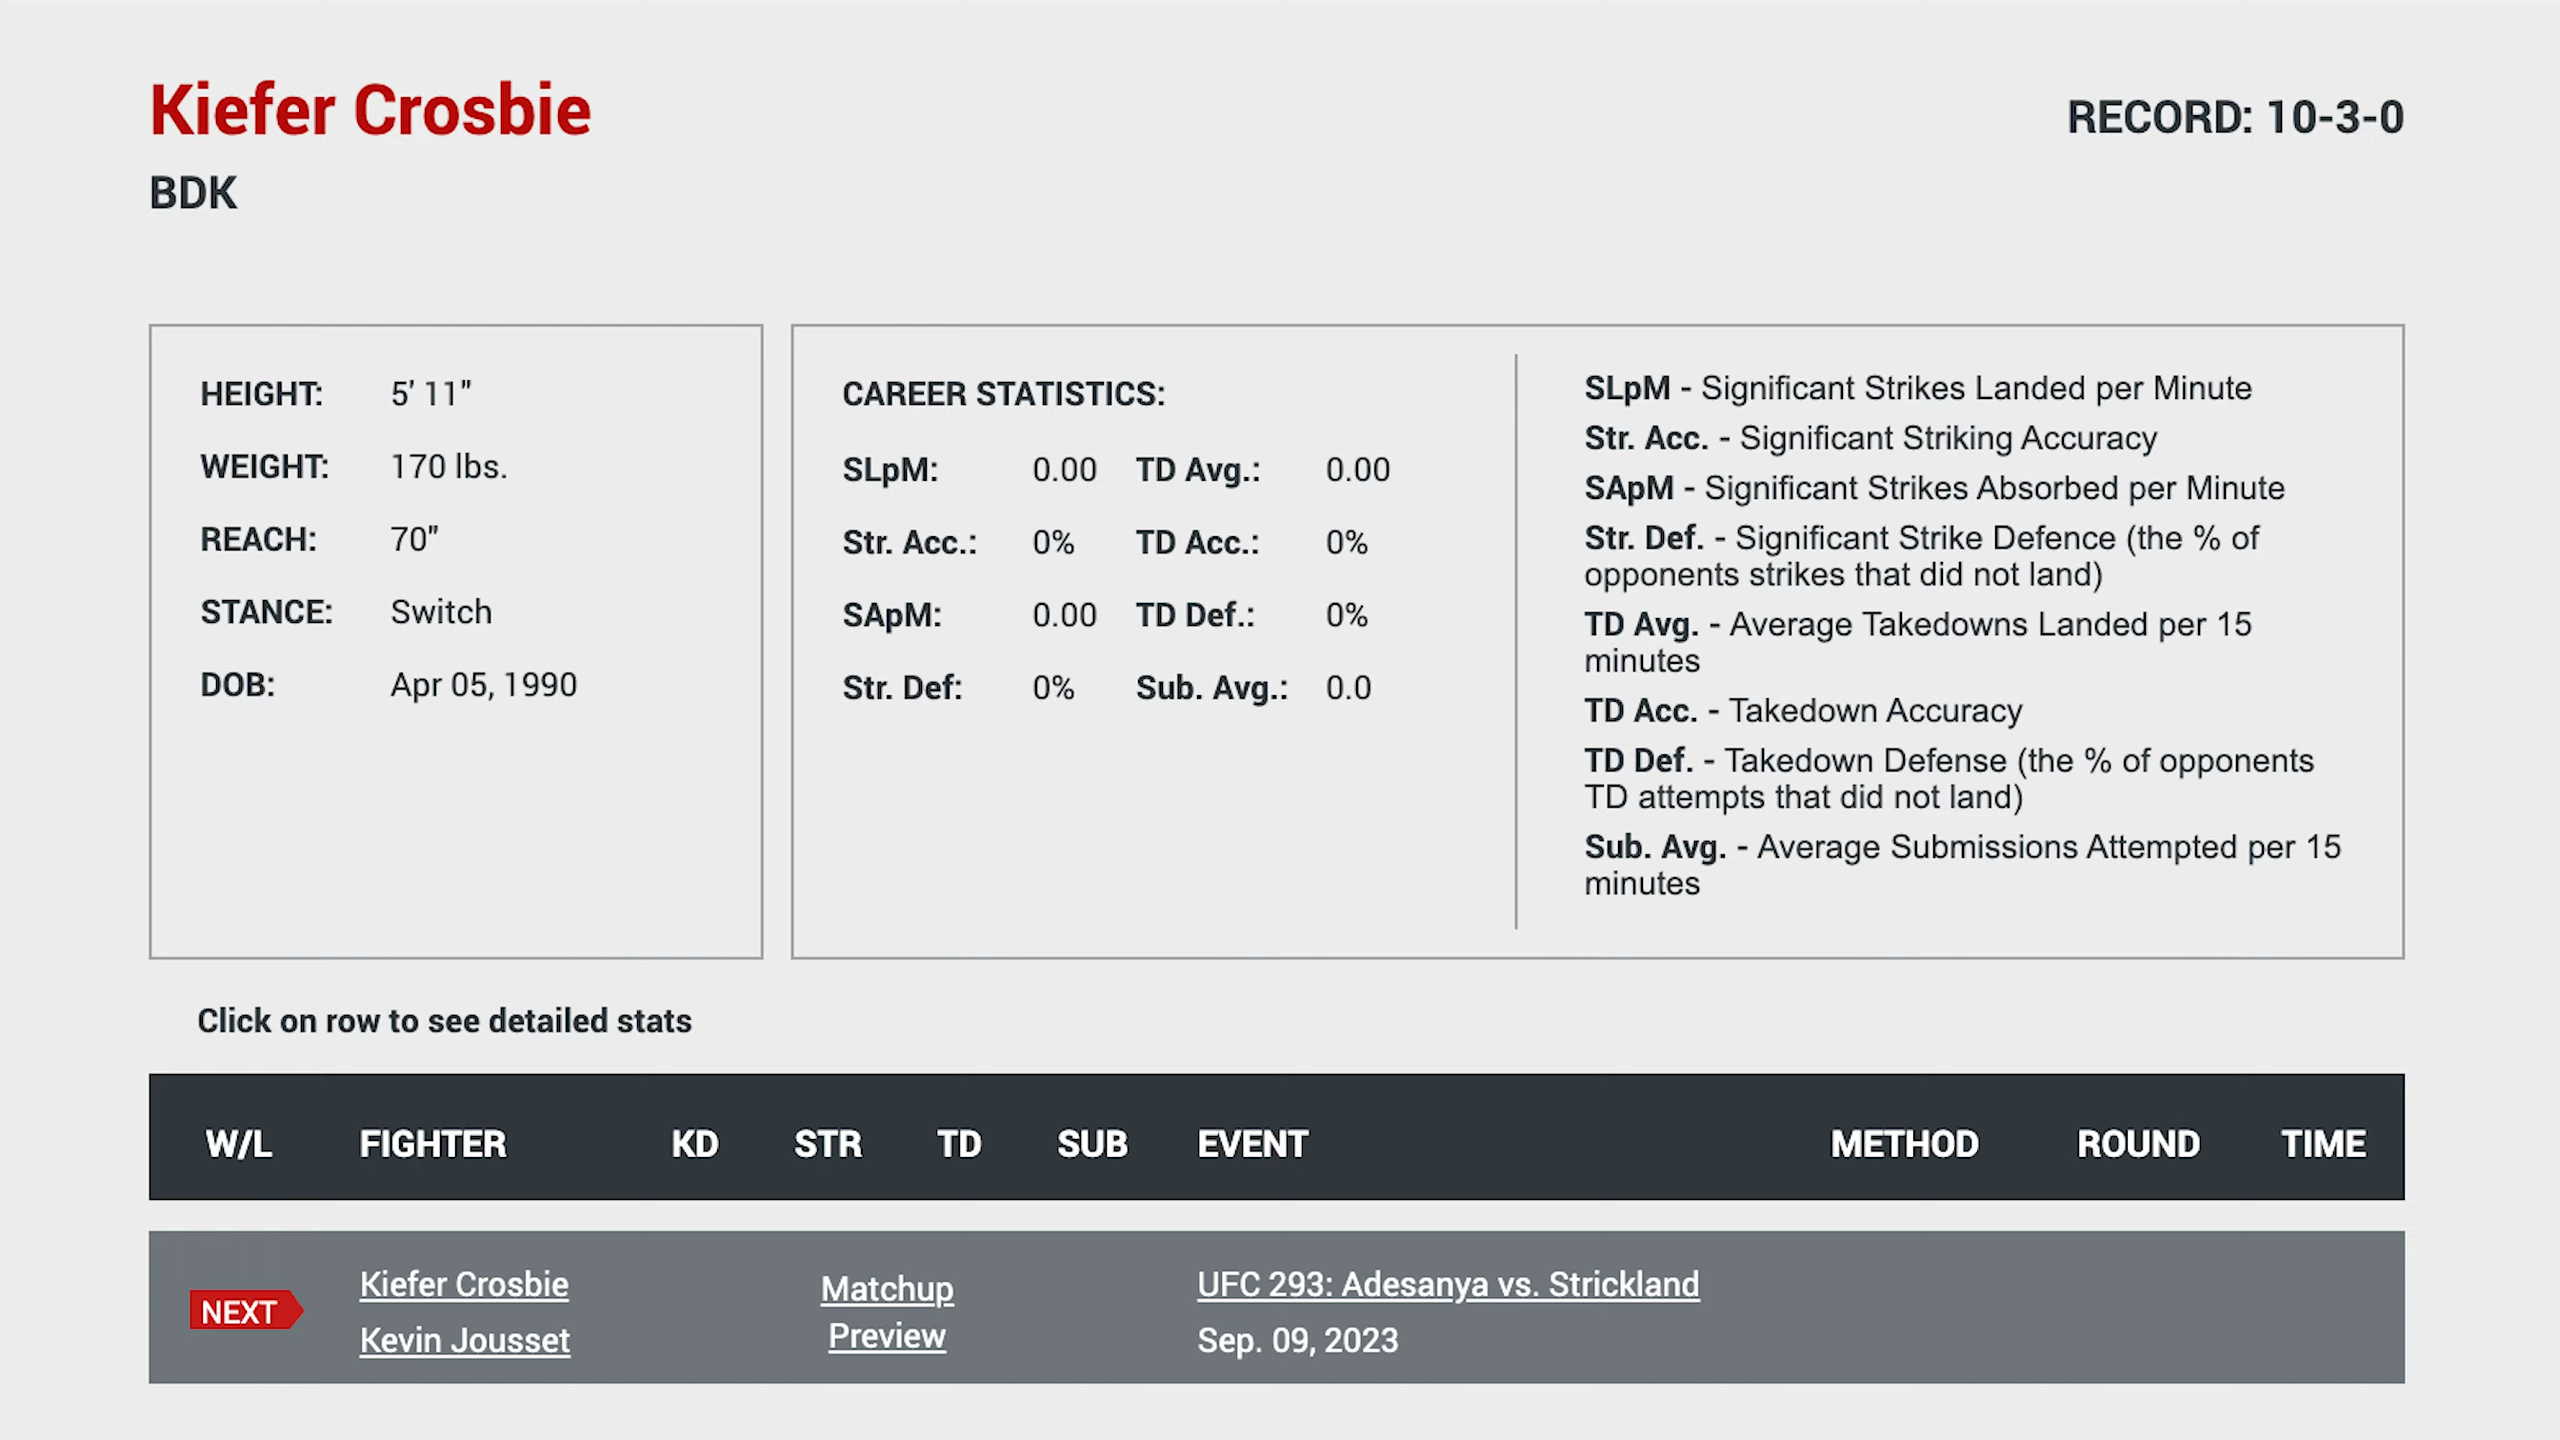 Kiefer Crosbie
RECORD: 10-3-0
BDK
HEIGHT: 5' 11"
WEIGHT: 170 lbs.
REACH: 70"
STANCE: Switch
DOB: Apr 05, 1990
CAREER STATISTICS:
SLpM: 0.00 TD Avg.: 0.00
Str. Acc.: 0% TD Acc.: 0%
SApM: 0.00 TD Def.: 0%
Str. Def: 0% Sub. Avg.: 0.0
SLpM - Significant Strikes Landed per Minute
Str. Acc. - Significant Striking Accuracy
SApM - Significant Strikes Absorbed per Minute
Str. Def. - Significant Strike Defence (the % of
opponents strikes that did not land)
TD Avg. - Average Takedowns Landed per 15
minutes
TD Acc. - Takedown Accuracy
TD Def. - Takedown Defense (the % of opponents
TD attempts that did not land)
Sub. Avg. - Average Submissions Attempted per 15
minutes
Click on row to see detailed stats
W/L FIGHTER KD STR TD SUB EVENT METHOD ROUND TIME
NEXT
Kiefer Crosbie
Kevin Jousset
Matchup
Preview
UFC 293: Adesanya vs. Strickland
Sep. 09, 2023